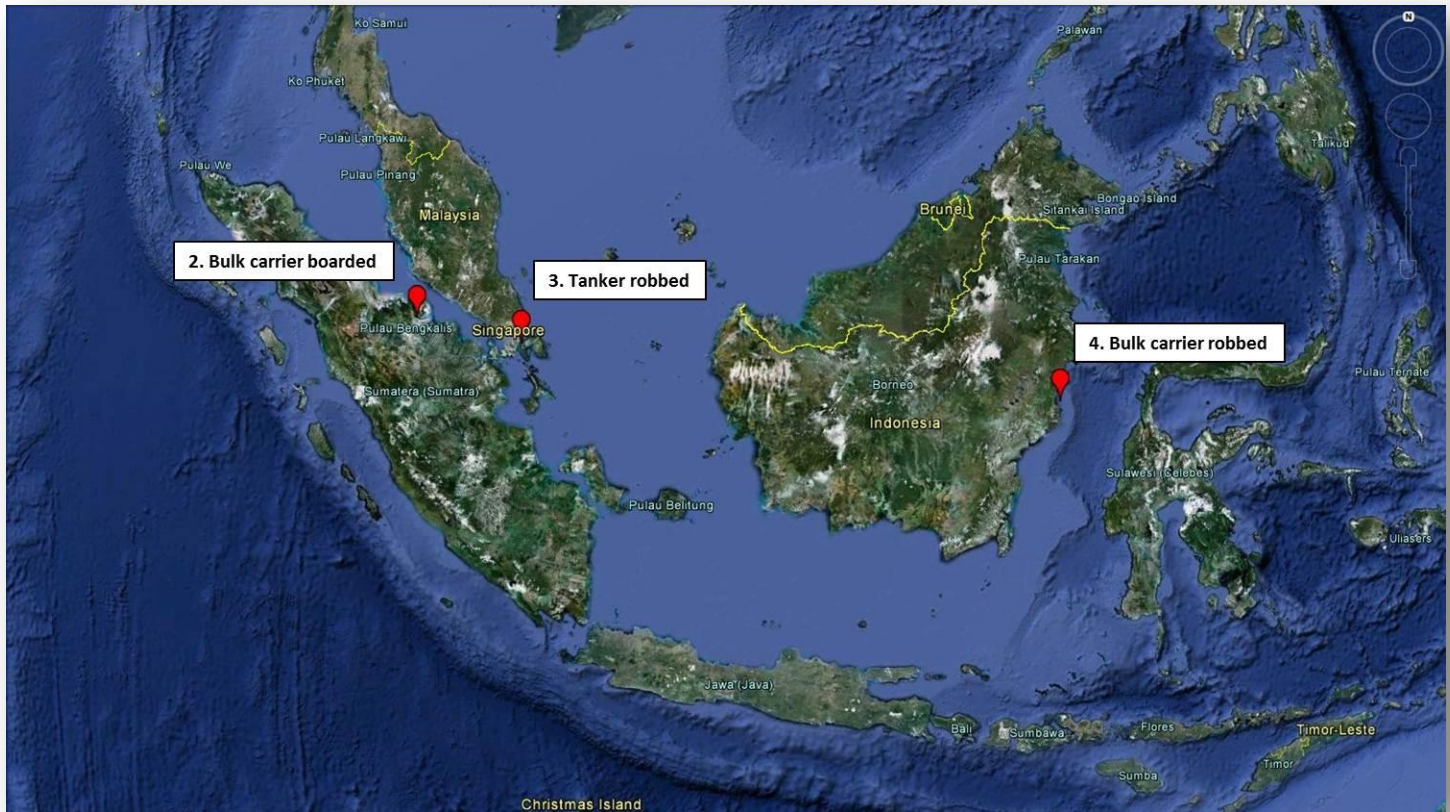 Ko Samui
Palawan
N
Ko Phuket
Pulau Langkawi
Talikud
Pulau We
Pulau Pinang
Bongao Island
Malaysia
Brunei
Sitankai Island
2. Bulk carrier boarded
Pulau Tarakan
3. Tanker robbed
Pulau Bengkalis
Singapore
4. Bulk carrier robbed
Pulau Ternate
Borneo
Sumatera (Sumatra)
Indonesia
Sulawesi (Celebes)
Pulau Belitung
Uliasers
Jawa (Java)
Bali
Sumbawa
Flores
Timor-Leste
Timor
Sumba
Christmas Island